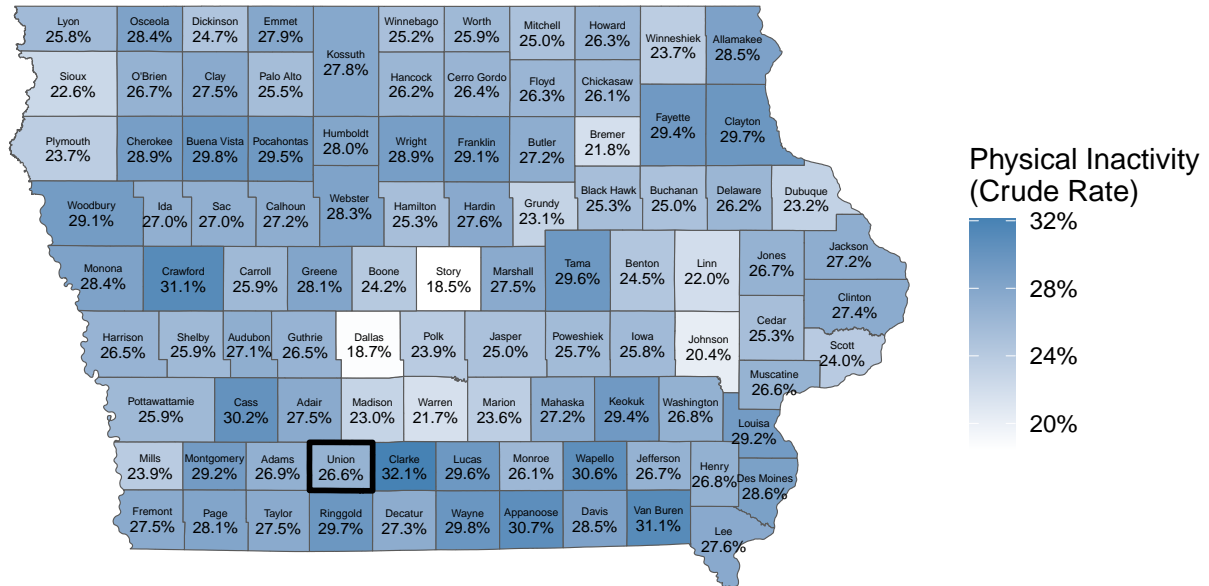 Lyon
25.8%
Osceola
28.4%
Dickinson
24.7%
Emmet
27.9%
Kossuth
27.8%
Winnebago
25.2%
Worth
25.9%
Mitchell
25.0%
Howard
26.3%
Winneshiek
23.7%
Allamakee
28.5%
Sioux
22.6%
O'Brien
26.7%
Clay
27.5%
Palo Alto
25.5%
Hancock
26.2%
Cerro Gordo
26.4%
Floyd
26.3%
Chickasaw
26.1%
Fayette
29.4%
Clayton
29.7%
Plymouth
23.7%
Cherokee
28.9%
Buena Vista
29.8%
Pocahontas
29.5%
Humboldt
28.0%
Wright
28.9%
Franklin
29.1%
Butler
27.2%
Bremer
21.8%
Woodbury
29.1%
Ida
27.0%
Sac
27.0%
Calhoun
27.2%
Webster
28.3%
Hamilton
25.3%
Hardin
27.6%
Grundy
23.1%
Black Hawk
25.3%
Buchanan
25.0%
Delaware
26.2%
Dubuque
23.2%
Monona
28.4%
Crawford
31.1%
Carroll
25.9%
Greene
28.1%
Boone
24.2%
Story
18.5%
Marshall
27.5%
Tama
29.6%
Benton
24.5%
Linn
22.0%
Jones
26.7%
Jackson
27.2%
Clinton
27.4%
Harrison
26.5%
Shelby
25.9%
Audubon
27.1%
Guthrie
26.5%
Dallas
18.7%
Polk
23.9%
Jasper
25.0%
Poweshiek
25.7%
Iowa
25.8%
Johnson
20.4%
Cedar
25.3%
Scott
24.0%
Muscatine
26.6%
Pottawattamie
25.9%
Cass
30.2%
Adair
27.5%
Madison
23.0%
Warren
21.7%
Marion
23.6%
Mahaska
27.2%
Keokuk
29.4%
Washington
26.8%
Louisa
29.2%
Mills
23.9%
Montgomery
29.2%
Adams
26.9%
Union
26.6%
Clarke
32.1%
Lucas
29.6%
Monroe
26.1%
Wapello
30.6%
Jefferson
26.7%
Henry
26.8%
Des Moines
28.6%
Fremont
27.5%
Page
28.1%
Taylor
27.5%
Ringgold
29.7%
Decatur
27.3%
Wayne
29.8%
Appanoose
30.7%
Davis
28.5%
Van Buren
31.1%
Lee
27.6%
Physical Inactivity
(Crude Rate)
32%
28%
24%
20%